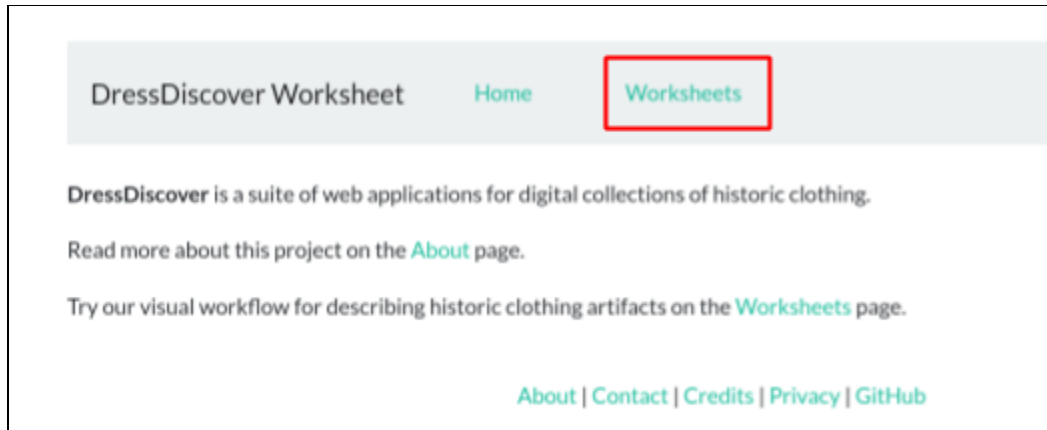 DressDiscover Worksheet Home Worksheets
DressDiscover is a suite of web applications for digital collections of historic clothing.
Read more about this project on the About page.
Try our visual workflow for describing historic clothing artifacts on the Worksheets page.
About | Contact | Credits | Privacy | GitHub